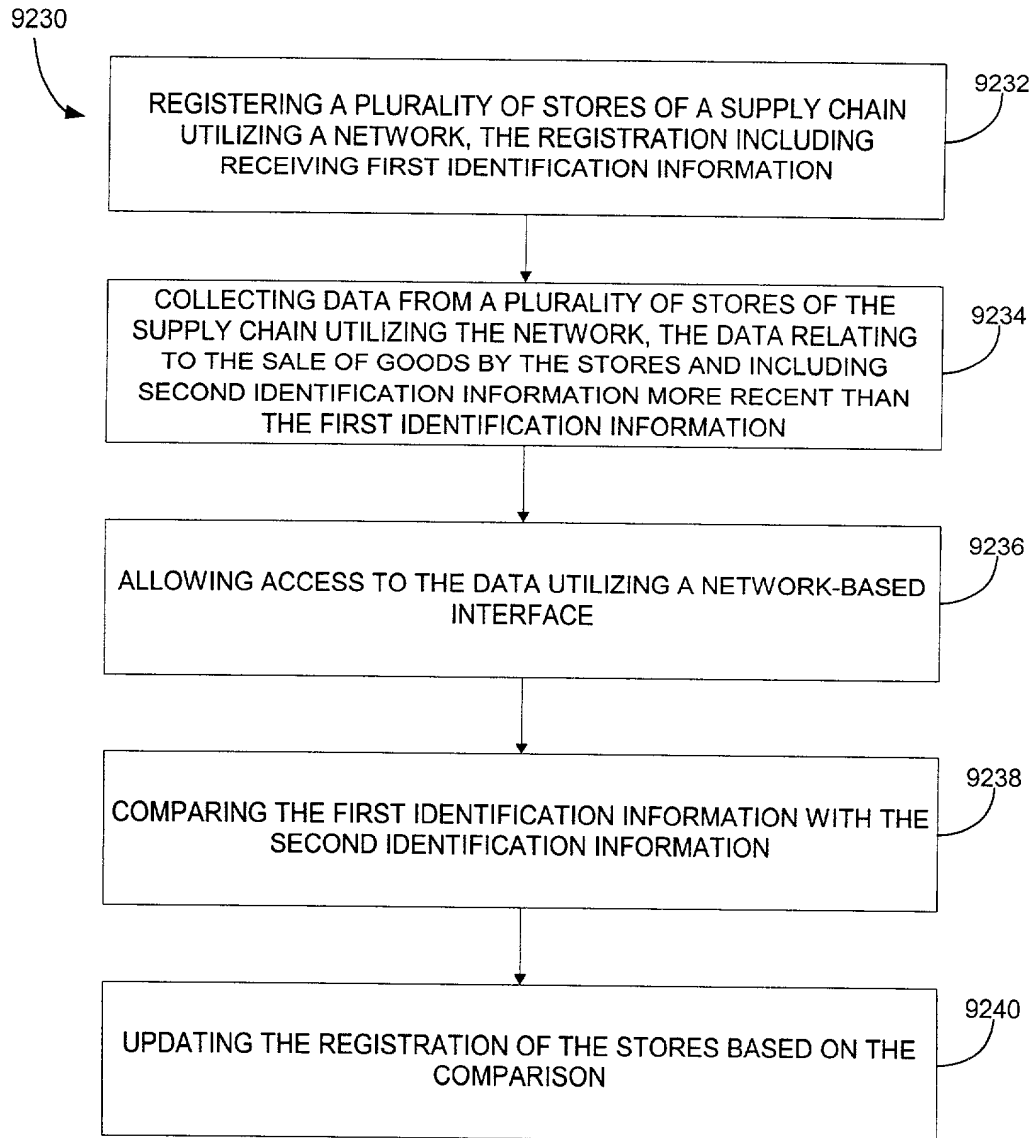 9230
9232
REGISTERING A PLURALITY OF STORES OF A SUPPLY CHAIN
UTILIZING A NETWORK, THE REGISTRATION INCLUDING
RECEIVING FIRST IDENTIFICATION INFORMATION
9234
COLLECTING DATA FROM A PLURALITY OF STORES OF THE
SUPPLY CHAIN UTILIZING THE NETWORK, THE DATA RELATING
TO THE SALE OF GOODS BY THE STORES AND INCLUDING
SECOND IDENTIFICATION INFORMATION MORE RECENT THAN
THE FIRST IDENTIFICATION INFORMATION
9236
ALLOWING ACCESS TO THE DATA UTILIZING A NETWORK-BASED
INTERFACE
9238
COMPARING THE FIRST IDENTIFICATION INFORMATION WITH THE
SECOND IDENTIFICATION INFORMATION
9240
UPDATING THE REGISTRATION OF THE STORES BASED ON THE
COMPARISON